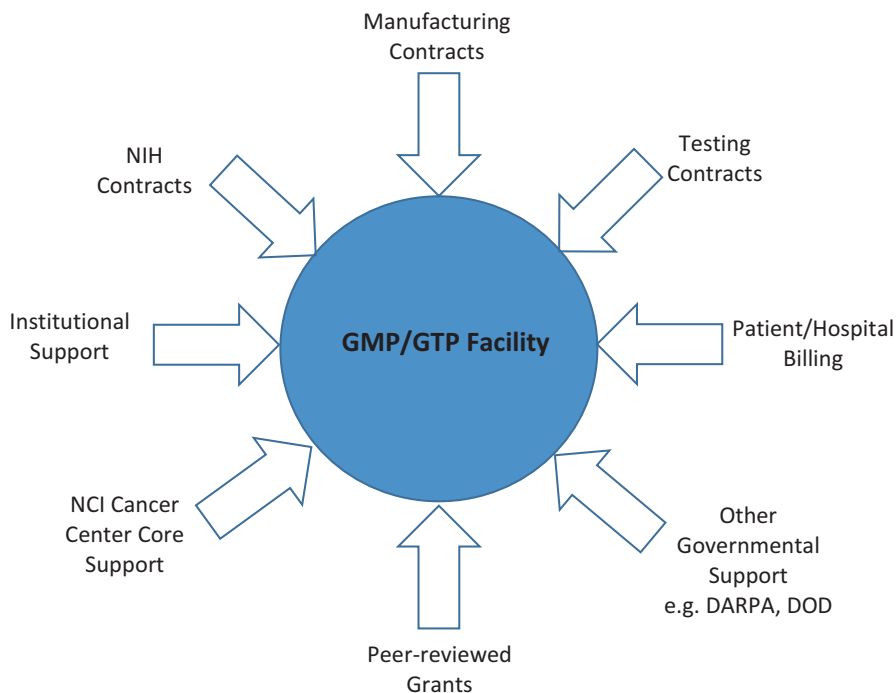 Manufacturing
Contracts
NIH
Contracts
Testing
Contracts
Institutional
Support
GMP/GTP Facility
Patient/Hospital
Billing
NCI Cancer
Center Core
Support
Other
Governmental
Support
e.g. DARPA, DOD
Peer-reviewed
Grants